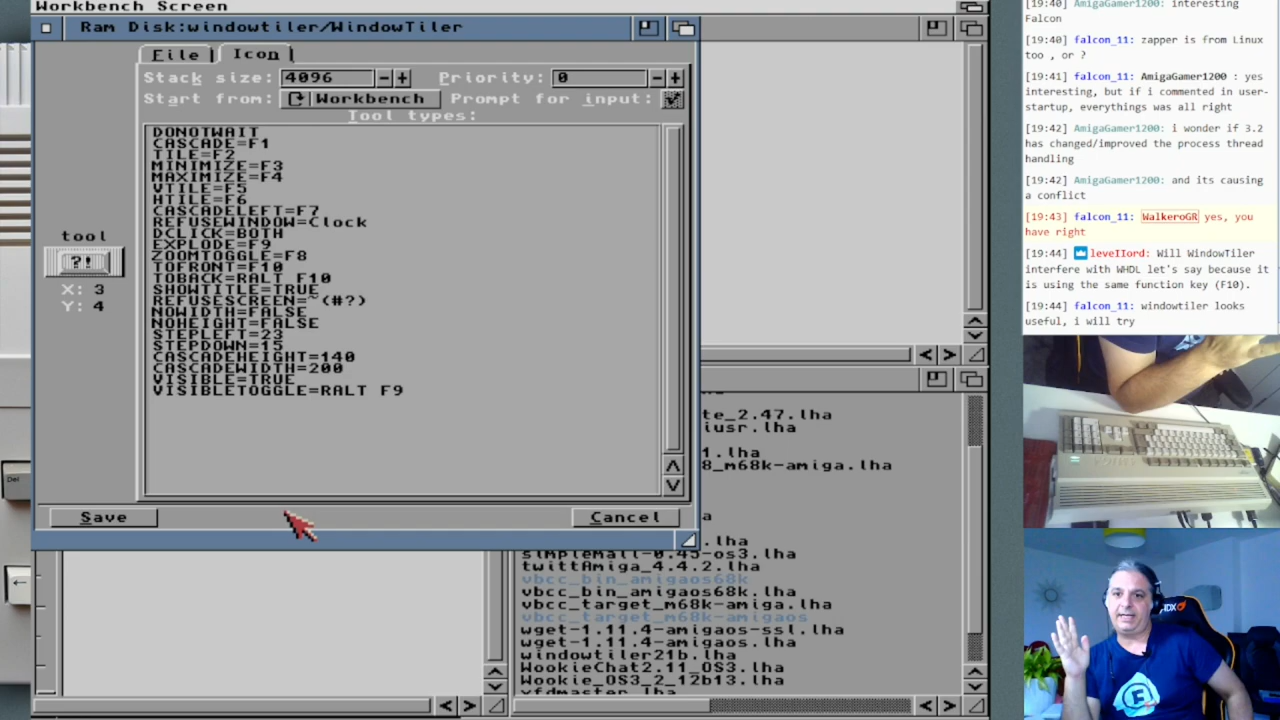 Workbench Screen
Ram Disk:windowtiler/WindowTiler
File
Icon
Stack size:
4096
Priority:
0
Start from:
Workbench
Prompt for input:
Tool types:
tool
?!
X: 3
Y: 4
DONOTWAIT
CASCADE=F1
TILE=F2
MINIMIZE=F3
MAXIMIZE=F4
VTILE=F5
HTILE=F6
CASCADELEFT=F7
REFUSEWINDOW=Clock
DCLICK=BOTH
EXPLODE=F9
ZOOMTOGGLE=F8
TOFRONT=F10
TOBACK=RALT F10
SHOWTITLE=TRUE
REFUSESCREEN=~(#?)
NOWIDTH=FALSE
NOHEIGHT=FALSE
STEPLEFT=23
STEPDOWN=15
CASCADEHEIGHT=140
CASCADEWIDTH=200
VISIBLE=TRUE
VISIBLETOGGLE=RALT F9
Save
Cancel
te_2.47.lha
iusr.lha
1.lha
8_m68k-amiga.lha
a
.lha
simplemail-0.45-os3.lha
twittAmiga_4.4.2.lha
vbcc_bin_amigaos68k
vbcc_bin_amigaos68k.lha
vbcc_target_m68k-amiga.lha
vbcc_target_m68k-amigaos
wget-1.11.4-amigaos-ssl.lha
wget-1.11.4-amigaos.lha
windowtiler21b.lha
WookieChat2.11_OS3.lha
Wookie_OS3_2_12b13.lha
xfdmaster.lha
[19:40] AmigaGamer1200: interesting
Falcon
[19:40] falcon_11: zapper is from Linux
too , or ?
[19:41] falcon_11: AmigaGamer1200 : yes
interesting, but if i commented in user-
startup, everythings was all right
[19:42] AmigaGamer1200: i wonder if 3.2
has changed/improved the process thread
handling
[19:42] AmigaGamer1200: and its causing
a conflict
[19:43] falcon_11: WalkeroGR yes, you
have right
[19:44] leveIIord: Will WindowTiler
interfere with WHDL let's say because it
is using the same function key (F10).
[19:44] falcon_11: windowtiler looks
useful, i will try
Del